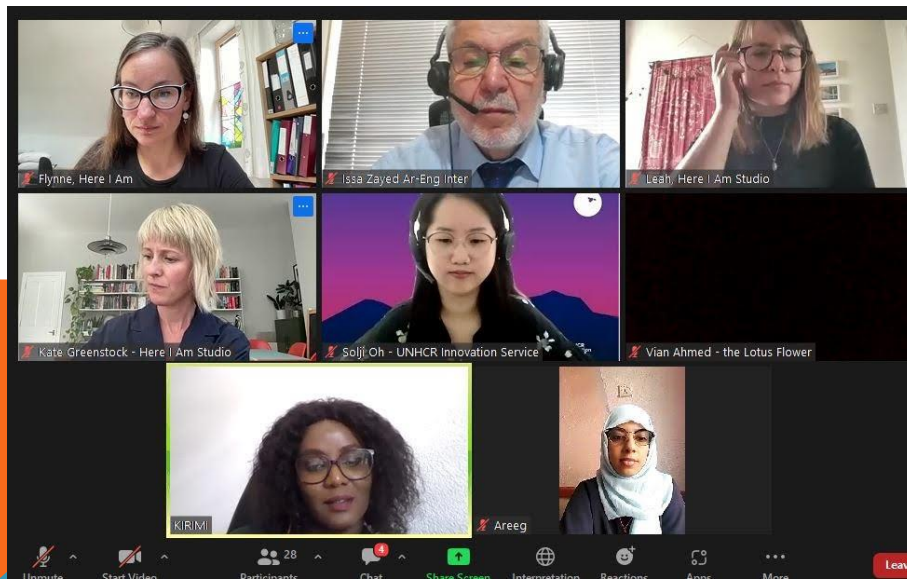 Flynne, Here I Am
Issa Zayed Ar-Eng Inter
Leah, Here I Am Studio
Kate Greenstock - Here I Am Studio
Solji Oh - UNHCR Innovation Service
Vian Ahmed - the Lotus Flower
KIRIMI
Areeg
28
4
Unmute
Start Video
Participants
Chat
Share Screen
Interpretation
Reactions
Apps
More
Leav